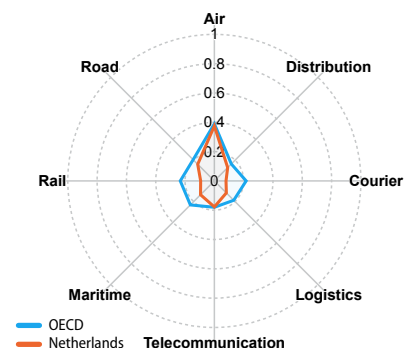 Air
1
Road
Distribution
0.8
0.6
0.4
0.2
Rail
0
Courier
Maritime
Logistics
OECD
Netherlands
Telecommunication